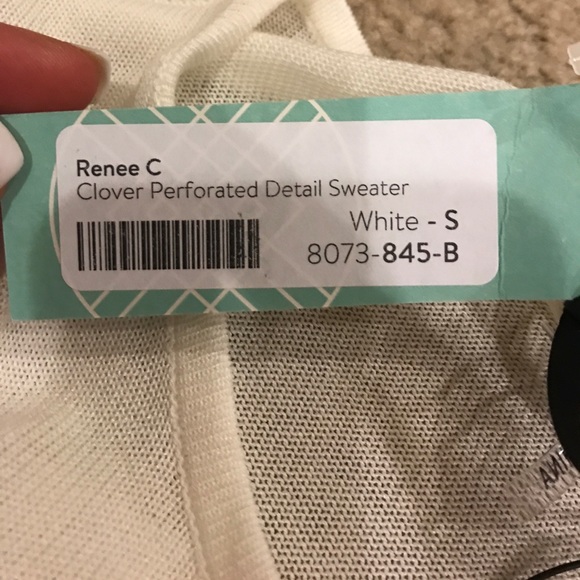 Renee C
Clover Perforated Detail Sweater
White - S
8073-845-B